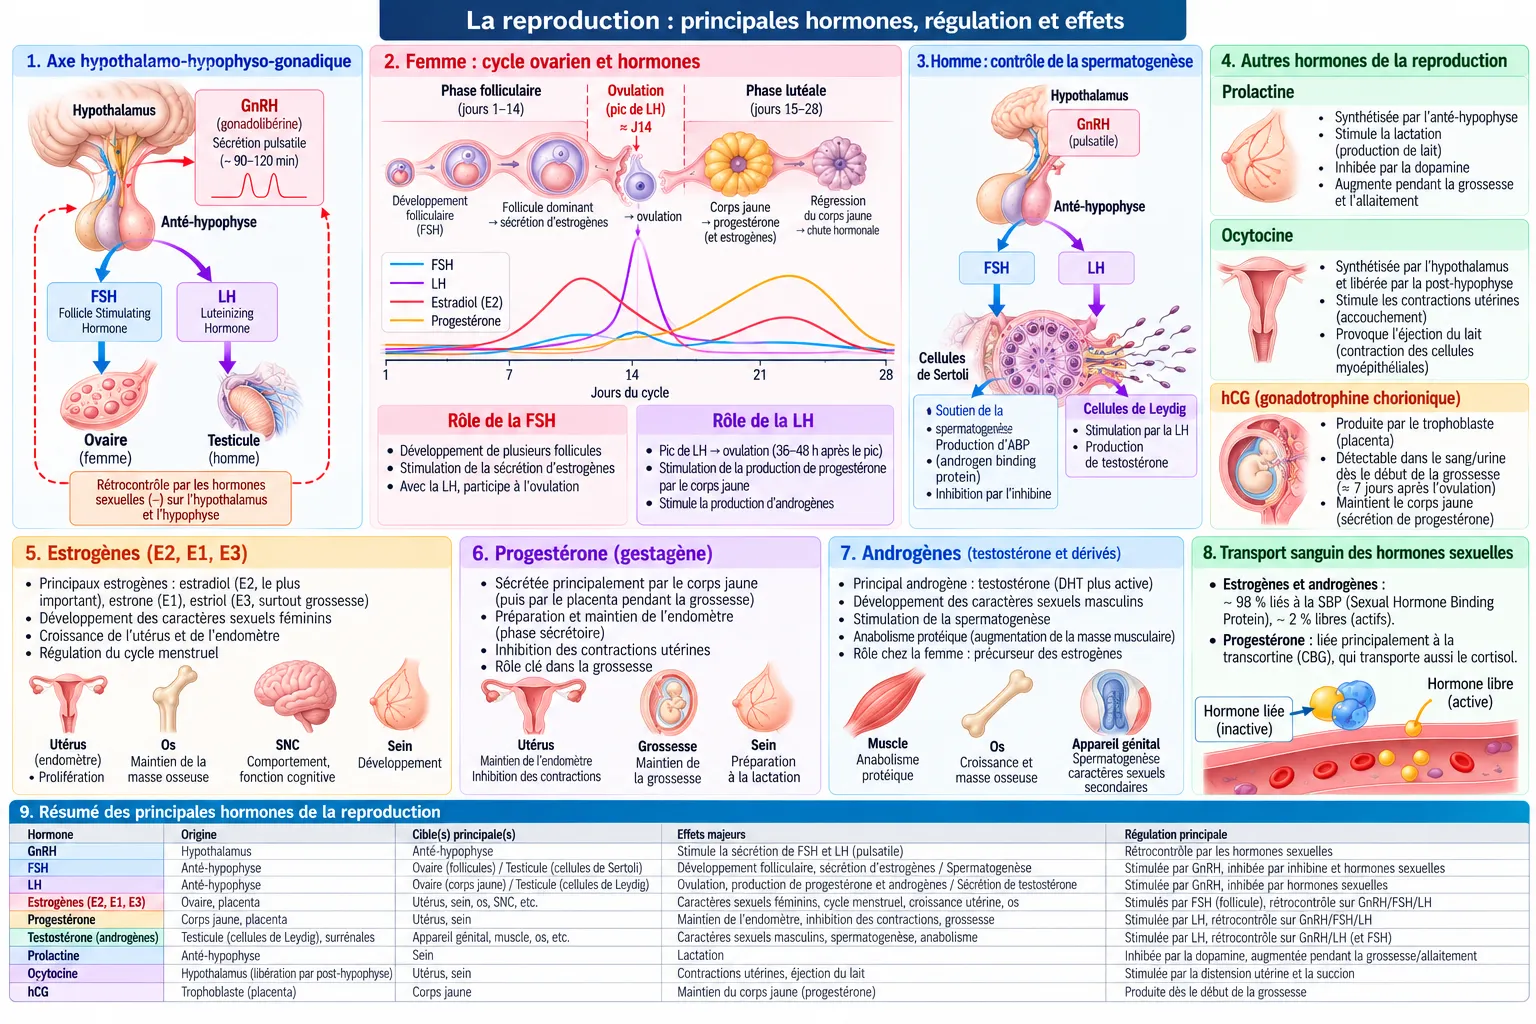 La reproduction : principales hormones, régulation et effets
1. Axe hypothalamo-hypophyso-gonadique
Hypothalamus
GnRH
(gonadolibérine)
Sécrétion pulsatile
(~ 90–120 min)
Anté-hypophyse
FSH
Follicle Stimulating
Hormone
LH
Luteinizing
Hormone
Ovaire
(femme)
Testicule
(homme)
Rétrocontrôle par les hormones
sexuelles (–) sur l'hypothalamus
et l'hypophyse
2. Femme : cycle ovarien et hormones
Phase folliculaire
(jours 1–14)
Ovulation
(pic de LH)
≈ J14
Phase lutéale
(jours 15–28)
Développement
folliculaire
(FSH)
Follicule dominant
→ sécrétion d'estrogènes
→ ovulation
Corps jaune
→ progestérone
(et estrogènes)
Régression
du corps jaune
→ chute hormonale
FSH
LH
Estradiol (E2)
Progestérone
1 7 14 21 28
Jours du cycle
Rôle de la FSH
• Développement de plusieurs follicules
• Stimulation de la sécrétion d'estrogènes
• Avec la LH, participe à l'ovulation
Rôle de la LH
• Pic de LH → ovulation (36–48 h après le pic)
• Stimulation de la production de progestérone
par le corps jaune
• Stimule la production d'androgènes
3. Homme : contrôle de la spermatogenèse
Hypothalamus
GnRH
(pulsatile)
Anté-hypophyse
FSH
LH
Cellules
de Sertoli
• Soutien de la
• spermatogenèse
Production d'ABP
• (androgen binding
protein)
• Inhibition par l'inhibine
Cellules de Leydig
• Stimulation par la LH
• Production
de testostérone
4. Autres hormones de la reproduction
Prolactine
• Synthétisée par l'anté-hypophyse
• Stimule la lactation
(production de lait)
• Inhibée par la dopamine
• Augmente pendant la grossesse
et l'allaitement
Ocytocine
• Synthétisée par l'hypothalamus
et libérée par la post-hypophyse
• Stimule les contractions utérines
(accouchement)
• Provoque l'éjection du lait
(contraction des cellules
myoépithéliales)
hCG (gonadotrophine chorionique)
• Produite par le trophoblaste
(placenta)
• Détectable dans le sang/urine
dès le début de la grossesse
(≈ 7 jours après l'ovulation)
• Maintient le corps jaune
(sécrétion de progestérone)
5. Estrogènes (E2, E1, E3)
• Principaux estrogènes : estradiol (E2, le plus
important), estrone (E1), estriol (E3, surtout grossesse)
• Développement des caractères sexuels féminins
• Croissance de l'utérus et de l'endomètre
• Régulation du cycle menstruel
Utérus
(endomètre)
• Prolifération
Os
Maintien de la
masse osseuse
SNC
Comportement,
fonction cognitive
Sein
Développement
6. Progestérone (gestagène)
• Sécrétée principalement par le corps jaune
(puis par le placenta pendant la grossesse)
• Préparation et maintien de l'endomètre
(phase sécrétoire)
• Inhibition des contractions utérines
• Rôle clé dans la grossesse
Utérus
Maintien de l'endomètre
Inhibition des contractions
Grossesse
Maintien de
la grossesse
Sein
Préparation
à la lactation
7. Androgènes (testostérone et dérivés)
• Principal androgène : testostérone (DHT plus active)
• Développement des caractères sexuels masculins
• Stimulation de la spermatogenèse
• Anabolisme protéique (augmentation de la masse musculaire)
• Rôle chez la femme : précurseur des estrogènes
Muscle
Anabolisme
protéique
Os
Croissance et
masse osseuse
Appareil génital
Spermatogenèse
caractères sexuels
secondaires
8. Transport sanguin des hormones sexuelles
• Estrogènes et androgènes :
~ 98 % liés à la SBP (Sexual Hormone Binding
Protein), ~ 2 % libres (actifs).
• Progestérone : liée principalement à la
transcortine (CBG), qui transporte aussi le cortisol.
Hormone liée
(inactive)
Hormone libre
(active)
9. Résumé des principales hormones de la reproduction
Hormone Origine Cible(s) principale(s) Effets majeurs Régulation principale
GnRH Hypothalamus Anté-hypophyse Stimule la sécrétion de FSH et LH (pulsatile) Rétrocontrôle par les hormones sexuelles
FSH Anté-hypophyse Ovaire (follicules) / Testicule (cellules de Sertoli) Développement folliculaire, sécrétion d'estrogènes / Spermatogenèse Stimulée par GnRH, inhibée par inhibine et hormones sexuelles
LH Anté-hypophyse Ovaire (corps jaune) / Testicule (cellules de Leydig) Ovulation, production de progestérone et androgènes / Sécrétion de testostérone Stimulée par GnRH, inhibée par hormones sexuelles
Estrogènes (E2, E1, E3) Ovaire, placenta Utérus, sein, os, SNC, etc. Caractères sexuels féminins, cycle menstruel, croissance utérine, os Stimulés par FSH (follicule), rétrocontrôle sur GnRH/FSH/LH
Progestérone Corps jaune, placenta Utérus, sein Maintien de l'endomètre, inhibition des contractions, grossesse Stimulée par LH, rétrocontrôle sur GnRH/FSH/LH
Testostérone (androgènes) Testicule (cellules de Leydig), surrénales Appareil génital, muscle, os, etc. Caractères sexuels masculins, spermatogenèse, anabolisme Stimulée par LH, rétrocontrôle sur GnRH/LH (et FSH)
Prolactine Anté-hypophyse Sein Lactation Inhibée par la dopamine, augmentée pendant la grossesse/allaitement
Ocytocine Hypothalamus (libération par post-hypophyse) Utérus, sein Contractions utérines, éjection du lait Stimulée par la distension utérine et la succion
hCG Trophoblaste (placenta) Corps jaune Maintien du corps jaune (progestérone) Produite dès le début de la grossesse